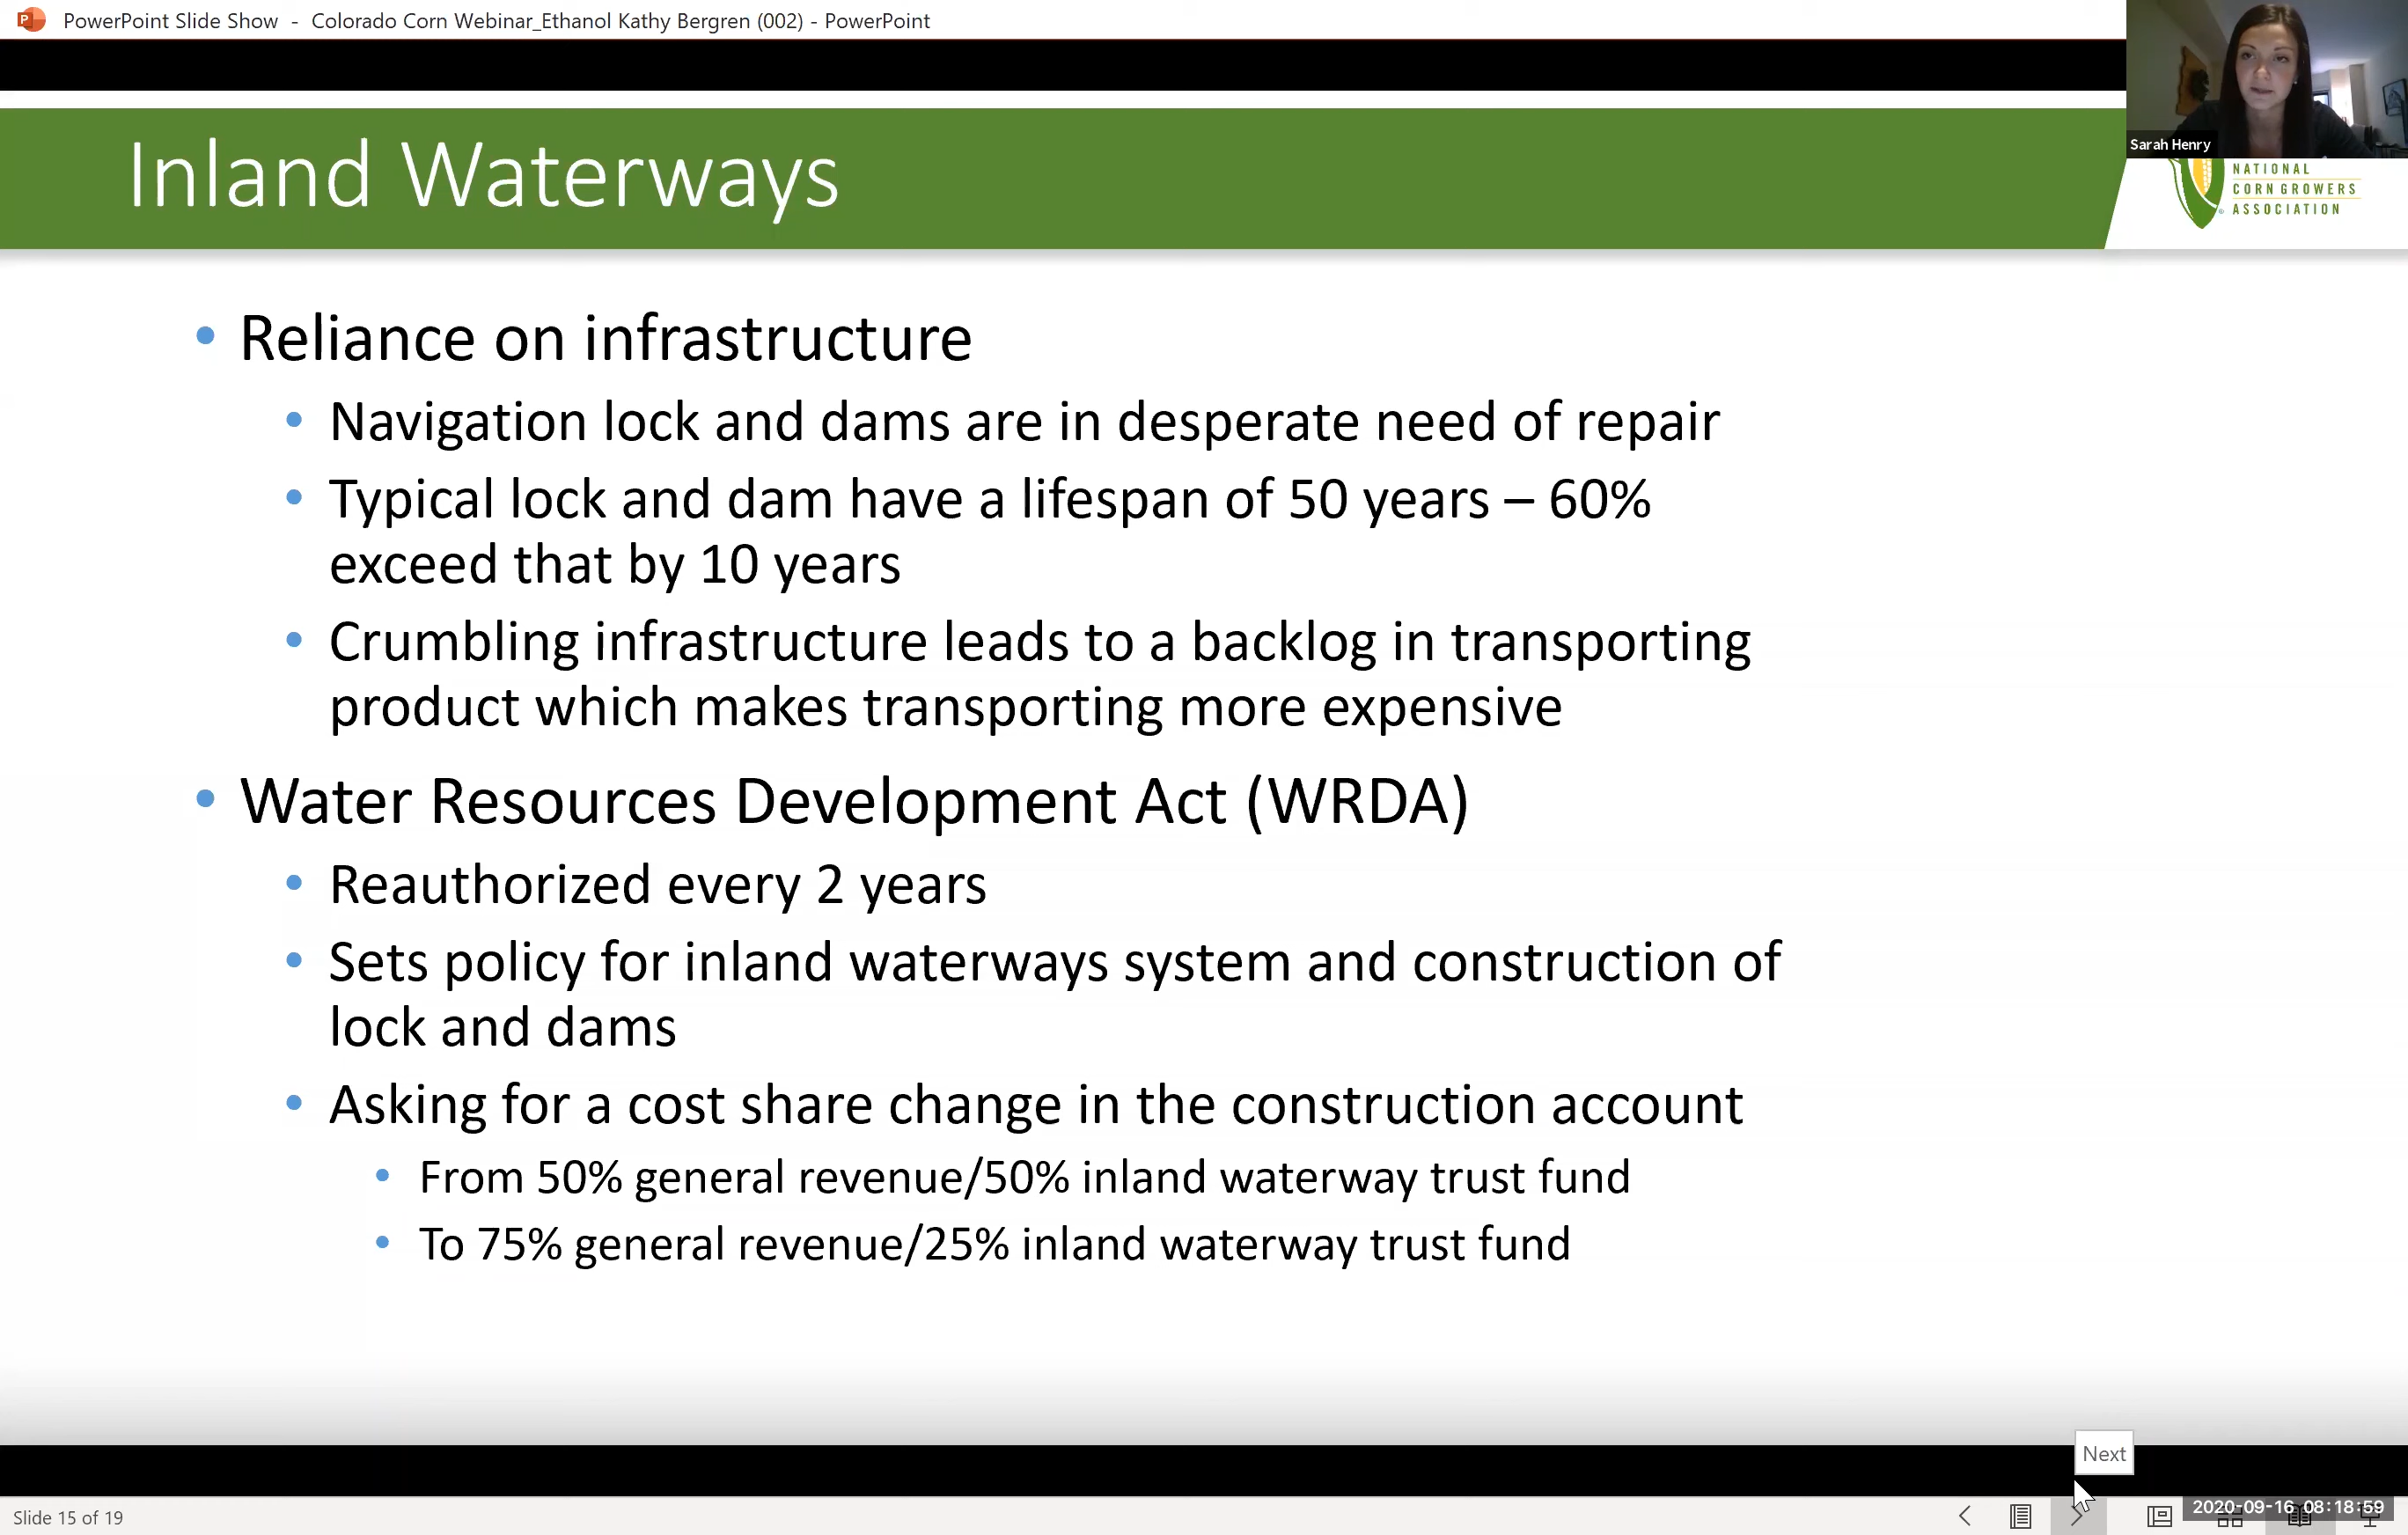 PowerPoint Slide Show - Colorado Corn Webinar_Ethanol Kathy Bergren (002) - PowerPoint
Sarah Henry
Inland Waterways
NATIONAL
CORN GROWERS
ASSOCIATION
• Reliance on infrastructure
• Navigation lock and dams are in desperate need of repair
• Typical lock and dam have a lifespan of 50 years – 60%
exceed that by 10 years
• Crumbling infrastructure leads to a backlog in transporting
product which makes transporting more expensive
• Water Resources Development Act (WRDA)
• Reauthorized every 2 years
• Sets policy for inland waterways system and construction of
lock and dams
• Asking for a cost share change in the construction account
• From 50% general revenue/50% inland waterway trust fund
• To 75% general revenue/25% inland waterway trust fund
Next
Slide 15 of 19
2020-09-16 08:18:59